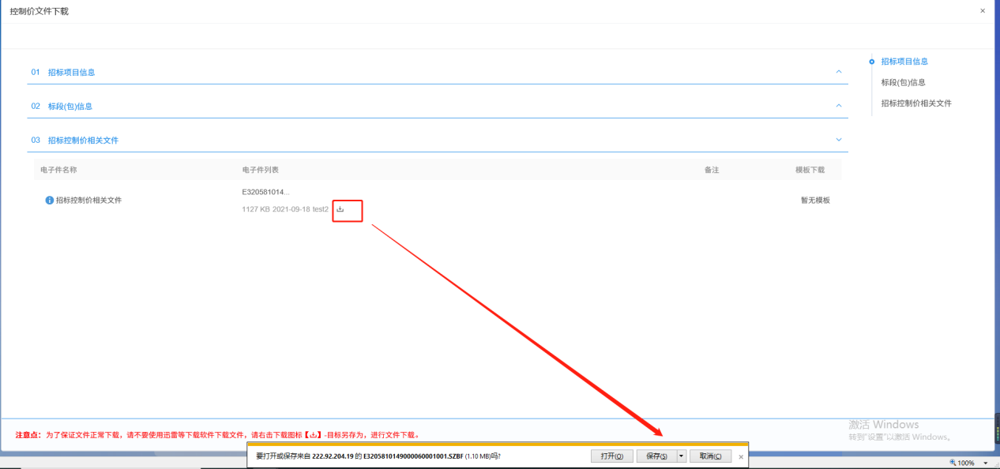 控制价文件下载
×
01 招标项目信息
招标项目信息
标段(包)信息
招标控制价相关文件
02 标段(包)信息
03 招标控制价相关文件
电子件名称 电子件列表 备注 模板下载
招标控制价相关文件
E320581014...
1127 KB 2021-09-18 test2
暂无模板
注意点：为了保证文件正常下载，请不要使用迅雷等下载软件下载文件，请右击下载图标【】-目标另存为，进行文件下载。
激活 Windows
转到"设置"以激活 Windows。
要打开或保存来自 222.92.204.19 的 E3205810149000060001001.SZBF (1.10 MB)吗?
打开(O) 保存(S) 取消(C) ×
100%